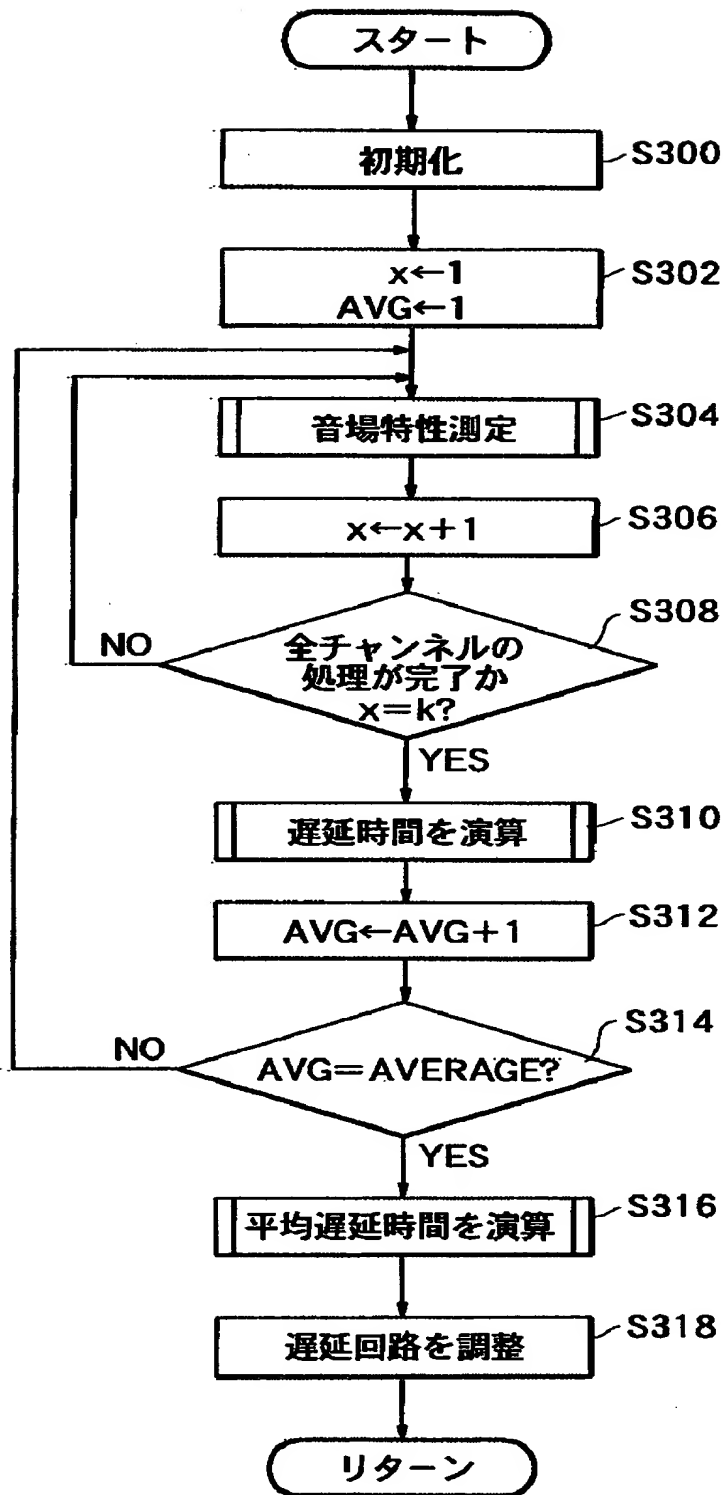 スタート
初期化
S300
x←1
AVG←1
S302
音場特性測定
S304
x←x+1
S306
全チャンネルの
処理が完了か
x=k?
S308
NO
YES
遅延時間を演算
S310
AVG←AVG+1
S312
AVG=AVERAGE?
S314
NO
YES
平均遅延時間を演算
S316
遅延回路を調整
S318
リターン